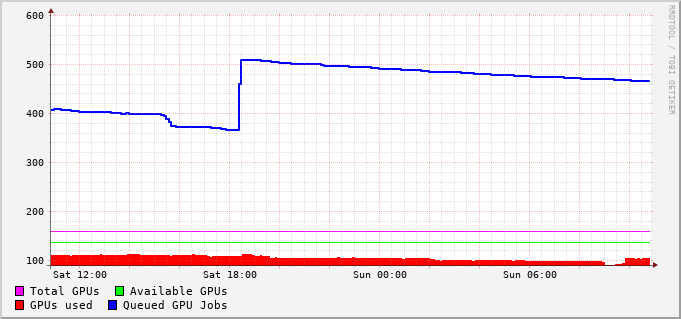 600
500
400
300
200
100
Sat 12:00 Sat 18:00 Sun 00:00 Sun 06:00
Total GPUs Available GPUs
GPUs used Queued GPU Jobs
RRDTOOL / TOBI OETIKER